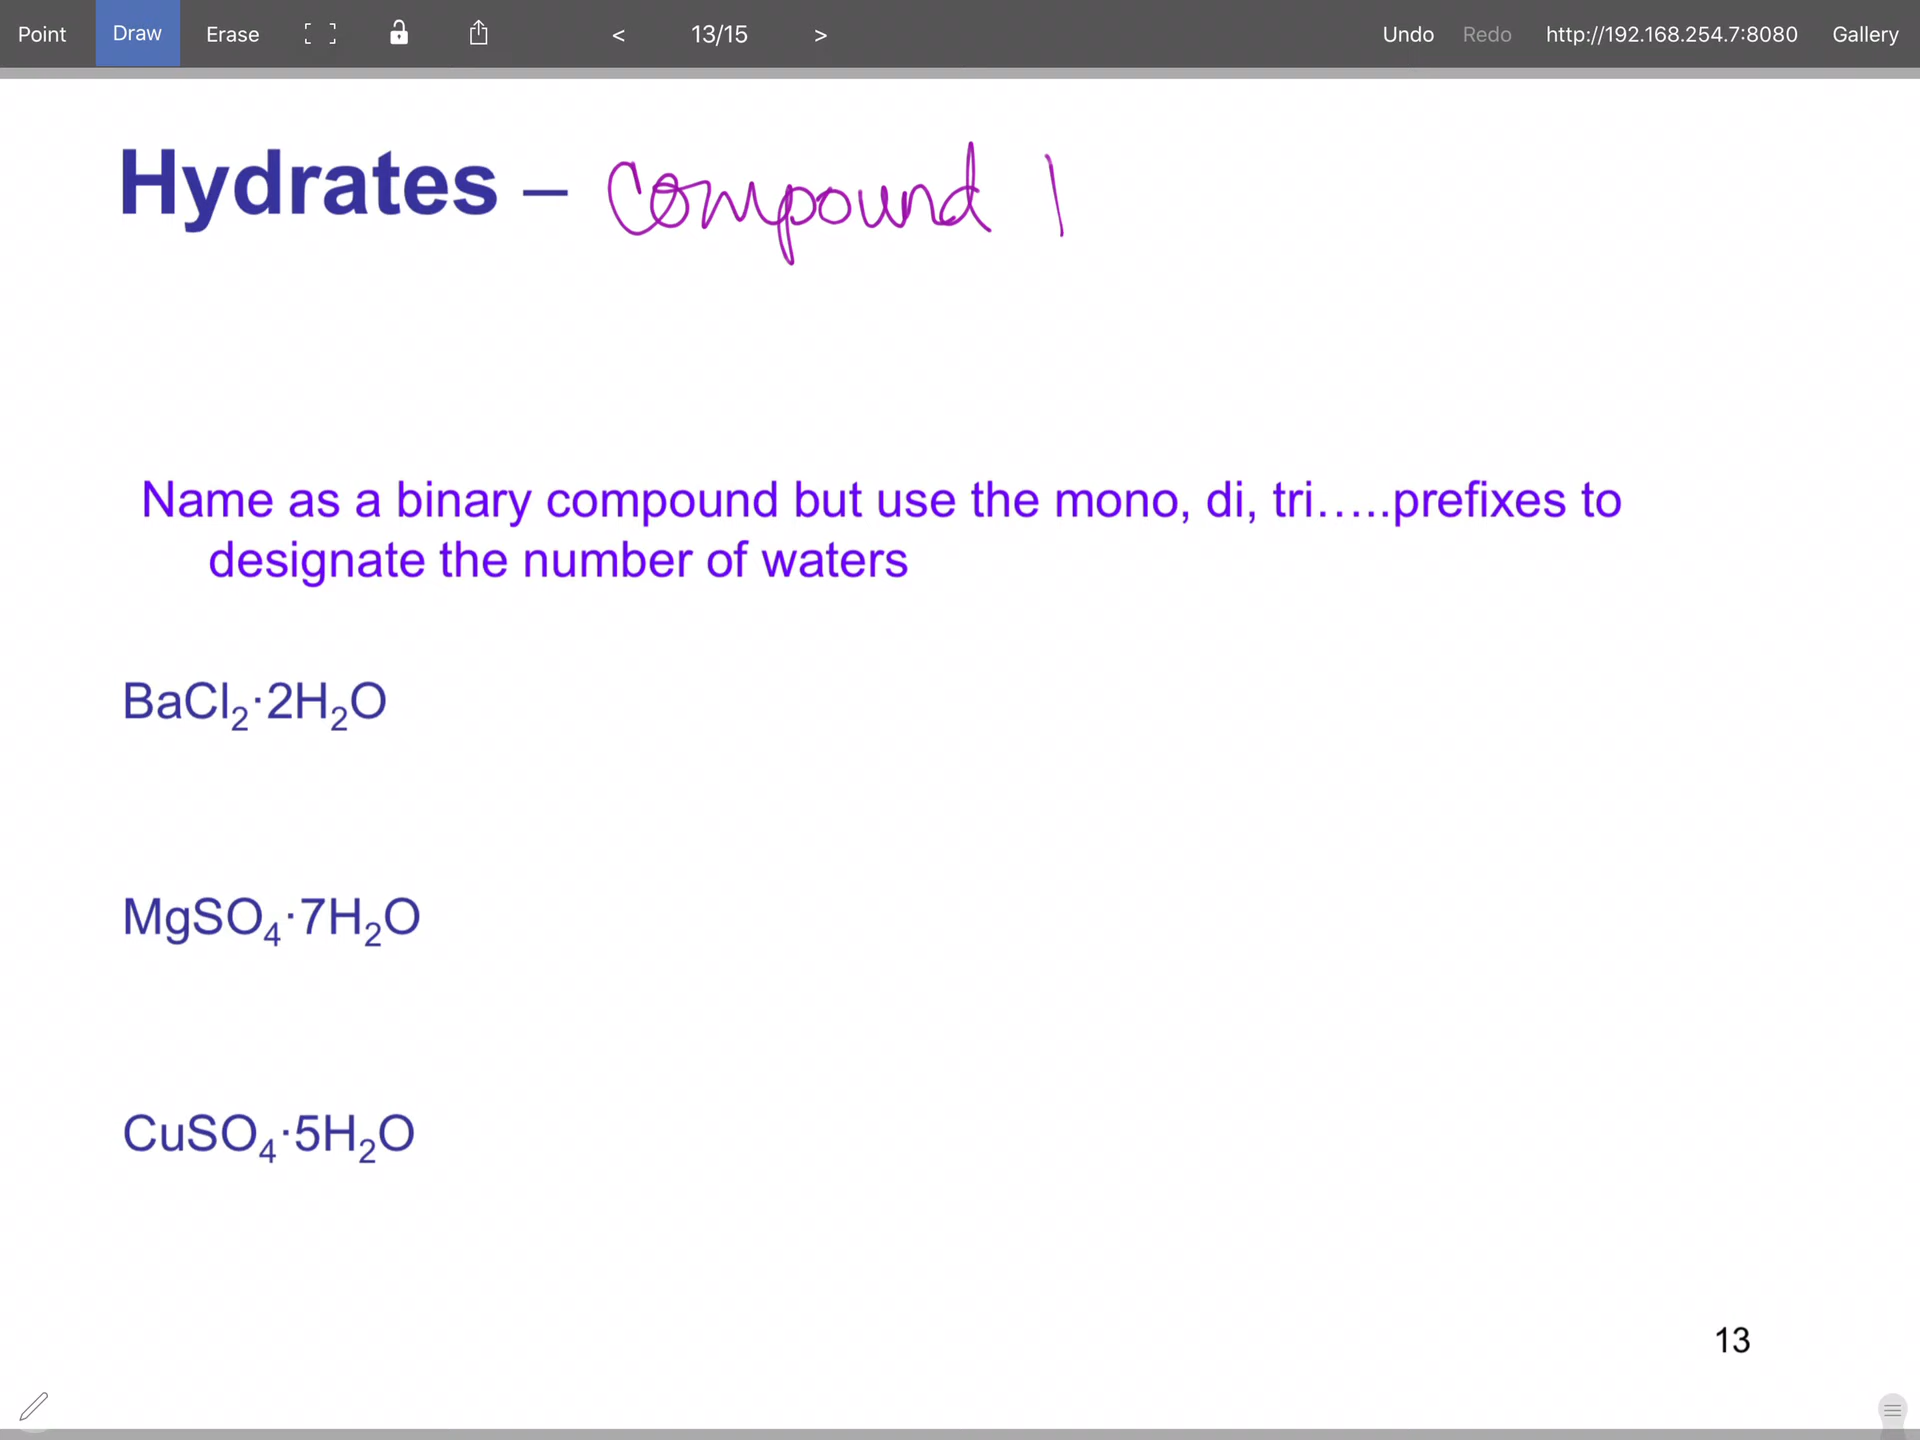 Point Draw Erase < 13/15 > Undo Redo http://192.168.254.7:8080 Gallery
Hydrates – Compound
Name as a binary compound but use the mono, di, tri…..prefixes to
designate the number of waters
BaCl₂·2H₂O
MgSO₄·7H₂O
CuSO₄·5H₂O
13